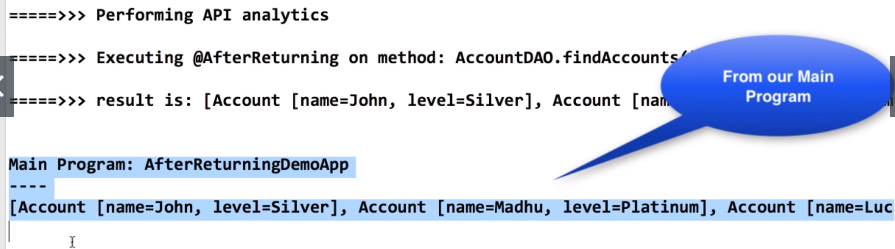 =====>>> Performing API analytics
=====>>> Executing @AfterReturning on method: AccountDAO.findAccounts(
=====>>> result is: [Account [name=John, level=Silver], Account [nam
From our Main
Program
Main Program: AfterReturningDemoApp
----
[Account [name=John, level=Silver], Account [name=Madhu, level=Platinum], Account [name=Luc